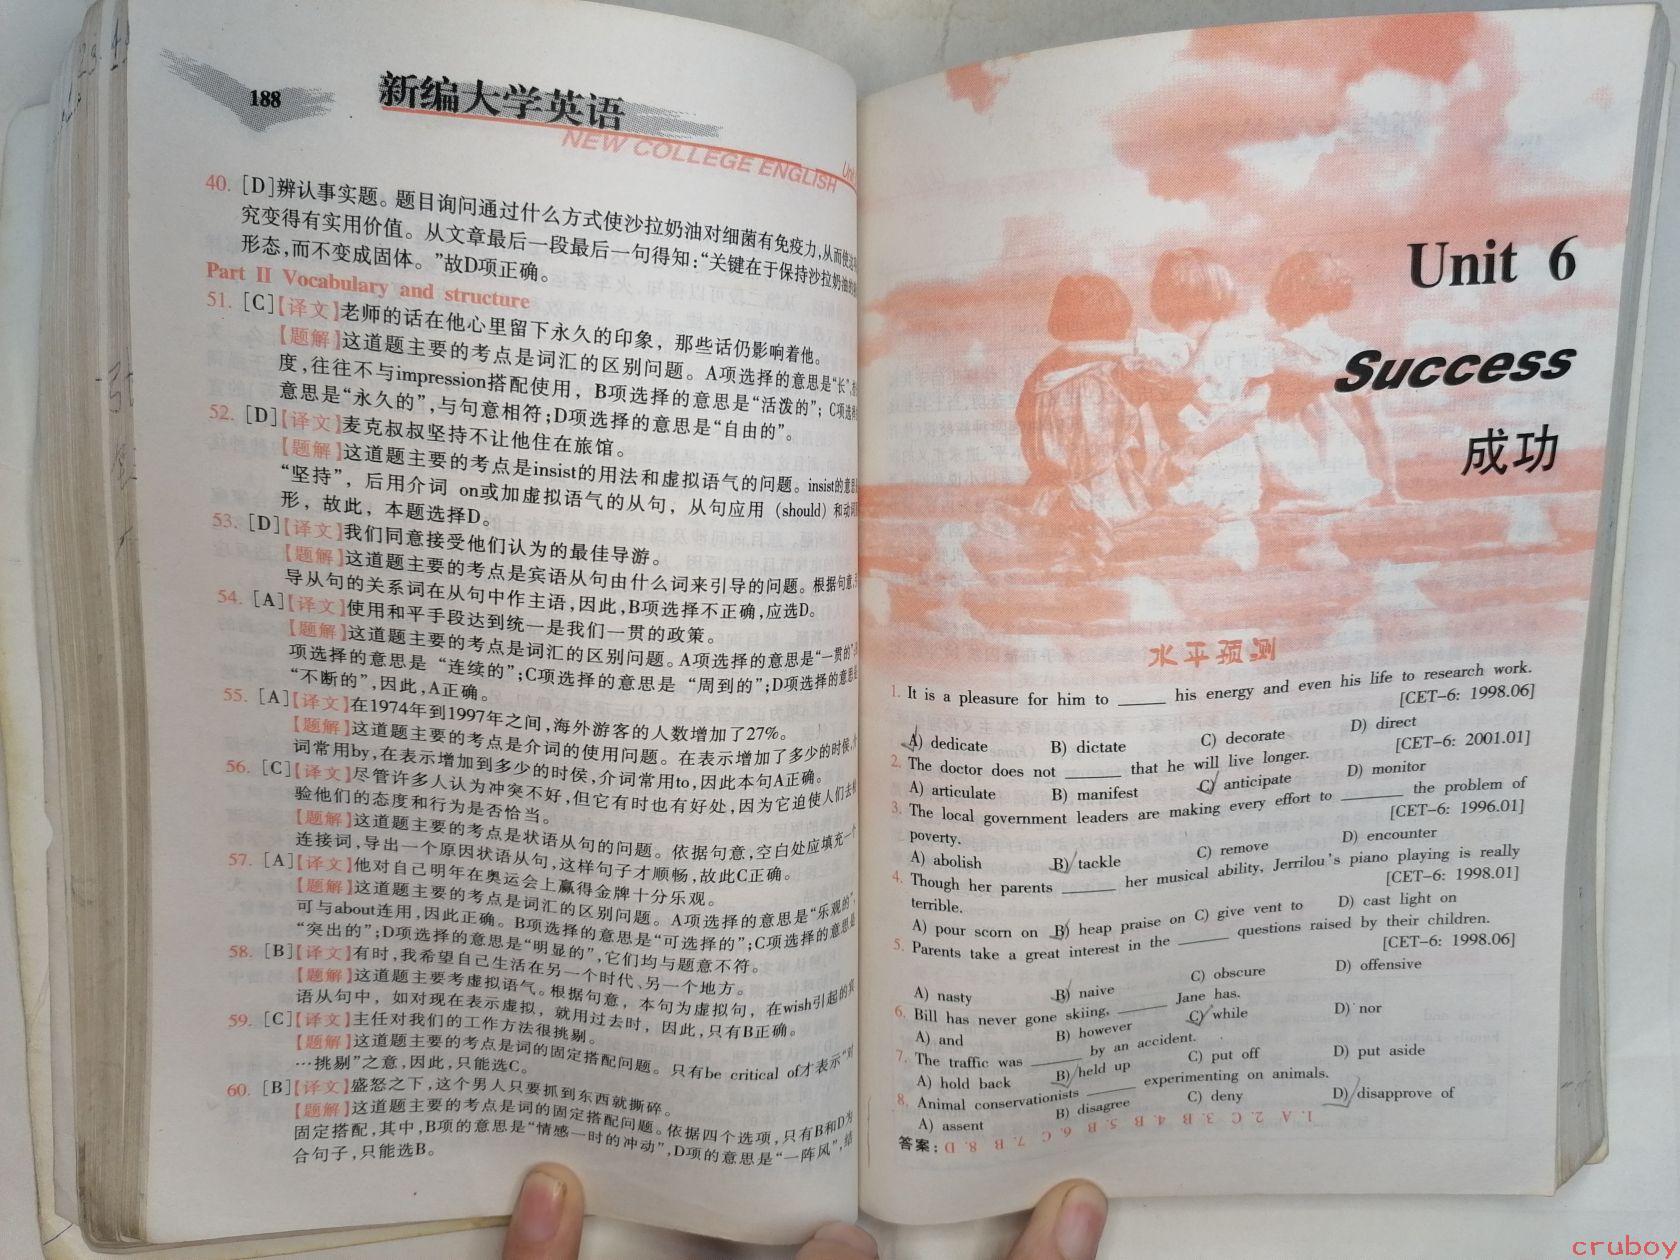 188
新编大学英语
NEW COLLEGE ENGLISH
40. [D]辨认事实题。题目询问通过什么方式使沙拉奶油对细菌有免疫力,从而使这
究变得有实用价值。从文章最后一段最后一句得知:“关键在于保持沙拉奶油的
形态,而不变成固体。”故D项正确。
Part II Vocabulary and structure
51. [C]【译文】老师的话在他心里留下永久的印象，那些话仍影响着他。
【题解】这道题主要的考点是词汇的区别问题。A项选择的意思是“长”,
度,往往不与impression搭配使用，B项选择的意思是“活泼的”；C项选择
意思是“永久的”,与句意相符;D项选择的意思是“自由的”。
52. [D]【译文】麦克叔叔坚持不让他住在旅馆。
【题解】这道题主要的考点是insist的用法和虚拟语气的问题。insist的意思
“坚持”，后用介词 on或加虚拟语气的从句，从句应用（should）和动词
形，故此，本题选择D。
53. [D]【译文】我们同意接受他们认为的最佳导游。
【题解】这道题主要的考点是宾语从句由什么词来引导的问题。根据句意,
导从句的关系词在从句中作主语,因此,B项选择不正确,应选D。
54. [A]【译文】使用和平手段达到统一是我们一贯的政策。
【题解】这道题主要的考点是词汇的区别问题。A项选择的意思是“一贯的”
项选择的意思是 “连续的”;C项选择的意思是 “周到的”;D项选择的意思
“不断的”,因此,A正确。
55. [A]【译文】在1974年到1997年之间,海外游客的人数增加了27%。
【题解】这道题主要的考点是介词的使用问题。在表示增加了多少的时候,
词常用by,在表示增加到多少的时侯,介词常用to,因此本句A正确。
56. [C]【译文】尽管许多人认为冲突不好,但它有时也有好处,因为它迫使人们去
验他们的态度和行为是否恰当。
【题解】这道题主要的考点是状语从句的问题。依据句意,空白处应填充一个
连接词,导出一个原因状语从句,这样句子才顺畅,故此C正确。
57. [A]【译文】他对自己明年在奥运会上赢得金牌十分乐观。
【题解】这道题主要的考点是词汇的区别问题。A项选择的意思是“乐观的”,
可与about连用,因此正确。B项选择的意思是“可选择的”;C项选择的意思是
“突出的”;D项选择的意思是“明显的”,它们均与题意不符。
58. [B]【译文】有时,我希望自己生活在另一个时代、另一个地方。
【题解】这道题主要考虚拟语气。根据句意，本句为虚拟句，在wish引起的宾
语从句中，如对现在表示虚拟，就用过去时，因此,只有B正确。
59. [C]【译文】主任对我们的工作方法很挑剔。
【题解】这道题主要的考点是词的固定搭配问题。只有be critical of才表示“对
…挑剔”之意,因此,只能选C。
60. [B]【译文】盛怒之下,这个男人只要抓到东西就撕碎。
【题解】这道题主要的考点是词的固定搭配问题。依据四个选项,只有B和D为
固定搭配,其中,B项的意思是“情感一时的冲动”,D项的意思是“一阵风”,结
合句子,只能选B。
Unit 6
Success
成功
水平预测
1. It is a pleasure for him to _____ his energy and even his life to research work.
[CET-6: 1998.06]
A) dedicate B) dictate C) decorate D) direct
2. The doctor does not ______ that he will live longer. [CET-6: 2001.01]
A) articulate B) manifest C) anticipate D) monitor
3. The local government leaders are making every effort to ______ the problem of
poverty. [CET-6: 1996.01]
A) abolish B) tackle C) remove D) encounter
4. Though her parents ______ her musical ability, Jerrilou's piano playing is really
terrible. [CET-6: 1998.01]
A) pour scorn on B) heap praise on C) give vent to D) cast light on
5. Parents take a great interest in the ______ questions raised by their children.
[CET-6: 1998.06]
A) nasty B) naive C) obscure D) offensive
6. Bill has never gone skiing, ______ Jane has.
A) and B) however C) while D) nor
7. The traffic was ______ by an accident.
A) hold back B) held up C) put off D) put aside
8. Animal conservationists ______ experimenting on animals.
A) assent B) disagree C) deny D) disapprove of
答案: 1. A 2. C 3. B 4. B 5. B 6. C 7. B 8. D
cruboy